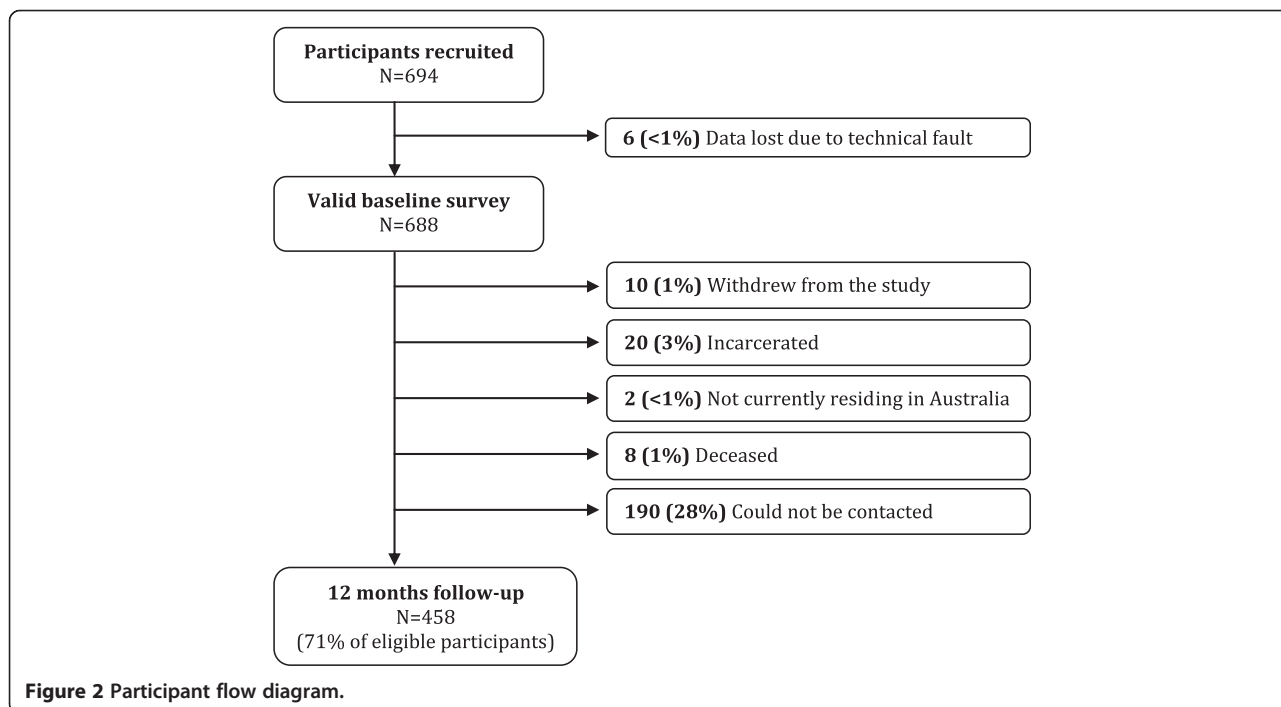 Participants recruited
N=694
6 (<1%) Data lost due to technical fault
Valid baseline survey
N=688
10 (1%) Withdrew from the study
20 (3%) Incarcerated
2 (<1%) Not currently residing in Australia
8 (1%) Deceased
190 (28%) Could not be contacted
12 months follow-up
N=458
(71% of eligible participants)
Figure 2 Participant flow diagram.